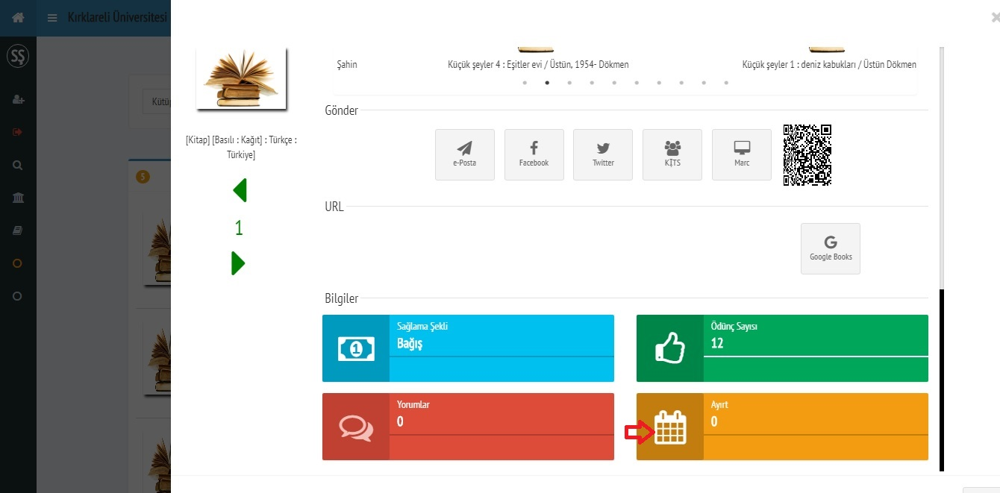 Kırklareli Üniversitesi
SŞ
5
Şahin
Küçük şeyler 4 : Eşitler evi / Üstün, 1954- Dökmen
Küçük şeyler 1 : deniz kabukları / Üstün Dökmen
[Kitap] [Basılı : Kağıt] : Türkçe :
Türkiye]
1
Gönder
e-Posta
Facebook
Twitter
KİTS
Marc
URL
Google Books
Bilgiler
Sağlama Şekli
Bağış
Ödünç Sayısı
12
Yorumlar
0
Ayırt
0